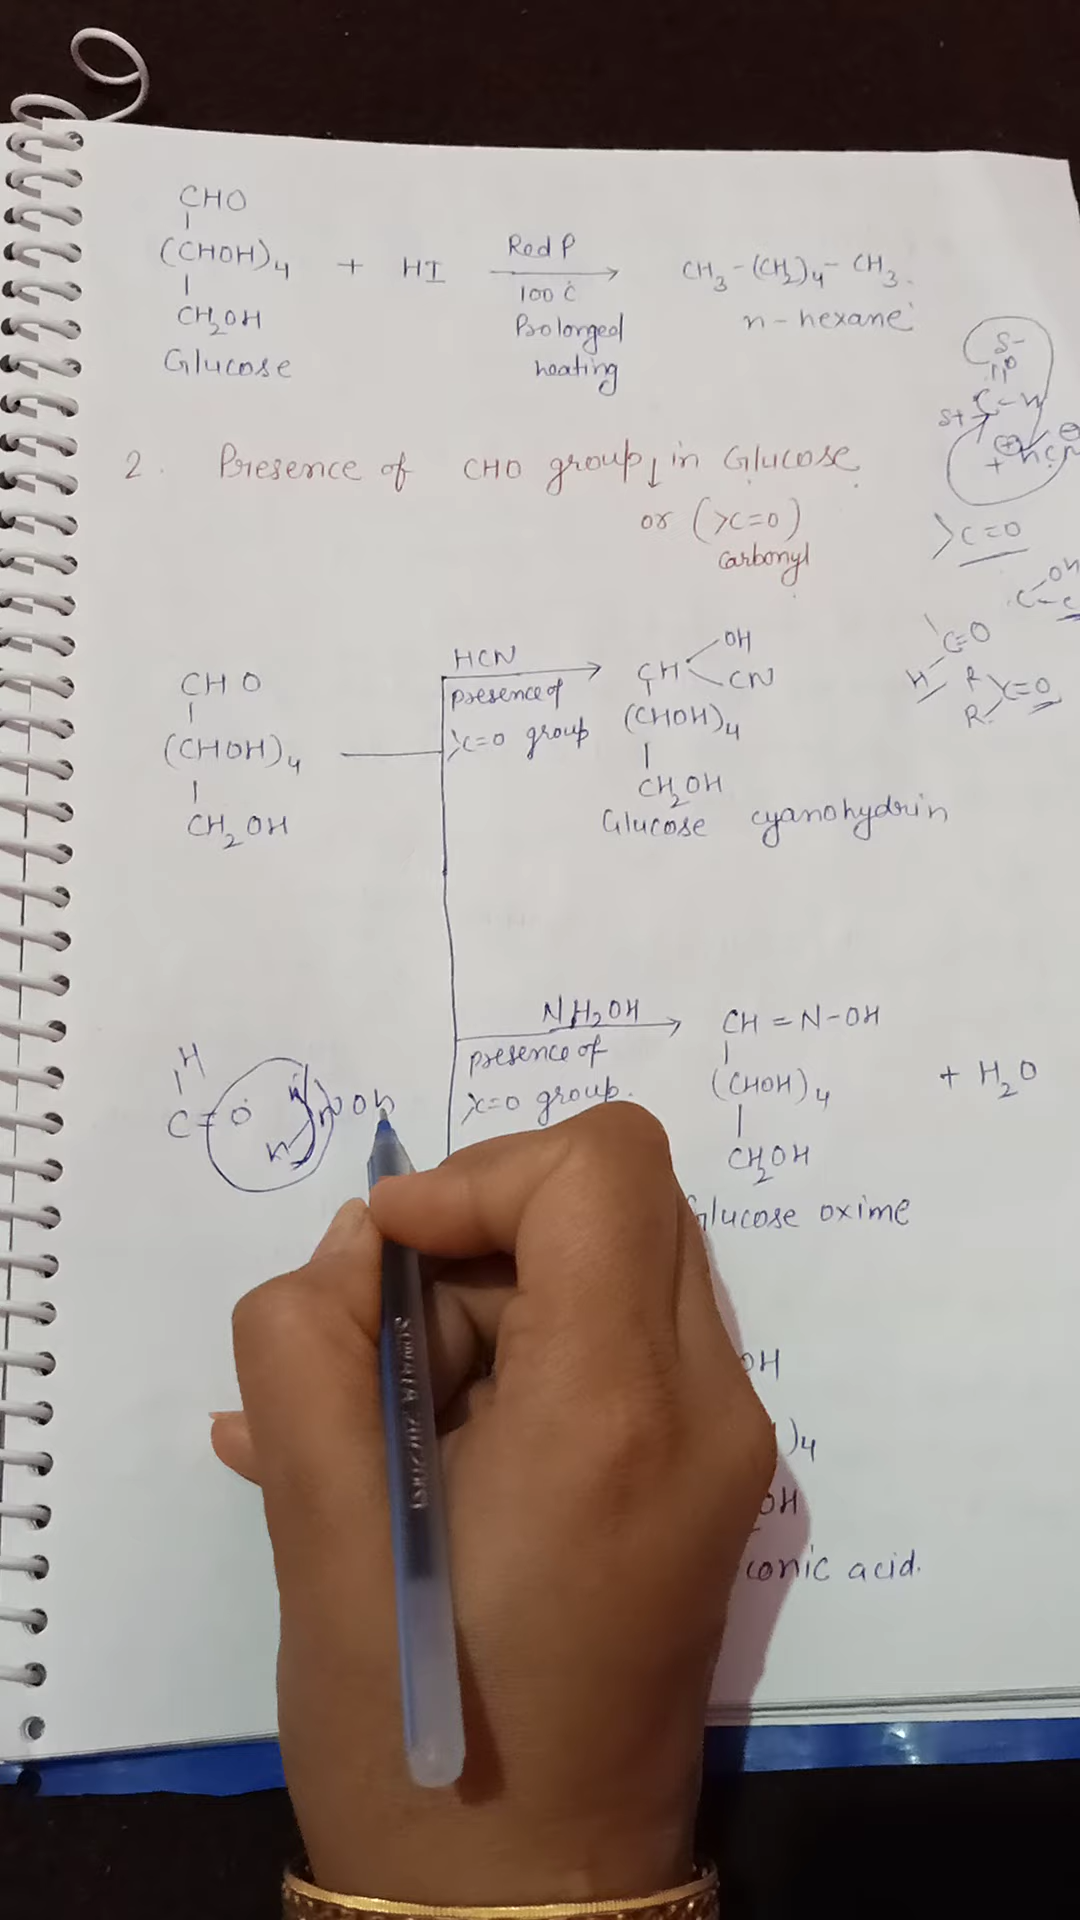 CHO
(CHOH)4 + HI Red P CH3-(CH2)4-CH3.
100 C
CH2OH Prolonged n-hexane
Glucose heating
δ-
O
δ+ C-H
⊕ ⊖
+ HCN
2. Presence of CHO group, in Glucose
or (>C=O)
carbonyl
>C=O
OH
C-C
C=O
H
R
C=O
R
HCN
CHO presence of CH OH
CN
(CHOH)4 >C=O group (CHOH)4
CH2OH CH2OH
Glucose cyanohydrin
NH2OH CH=N-OH
presence of
>C=O group. (CHOH)4 + H2O
CH2OH
Glucose oxime
H
C=O H NOH
H
OH
)4
OH
conic acid.